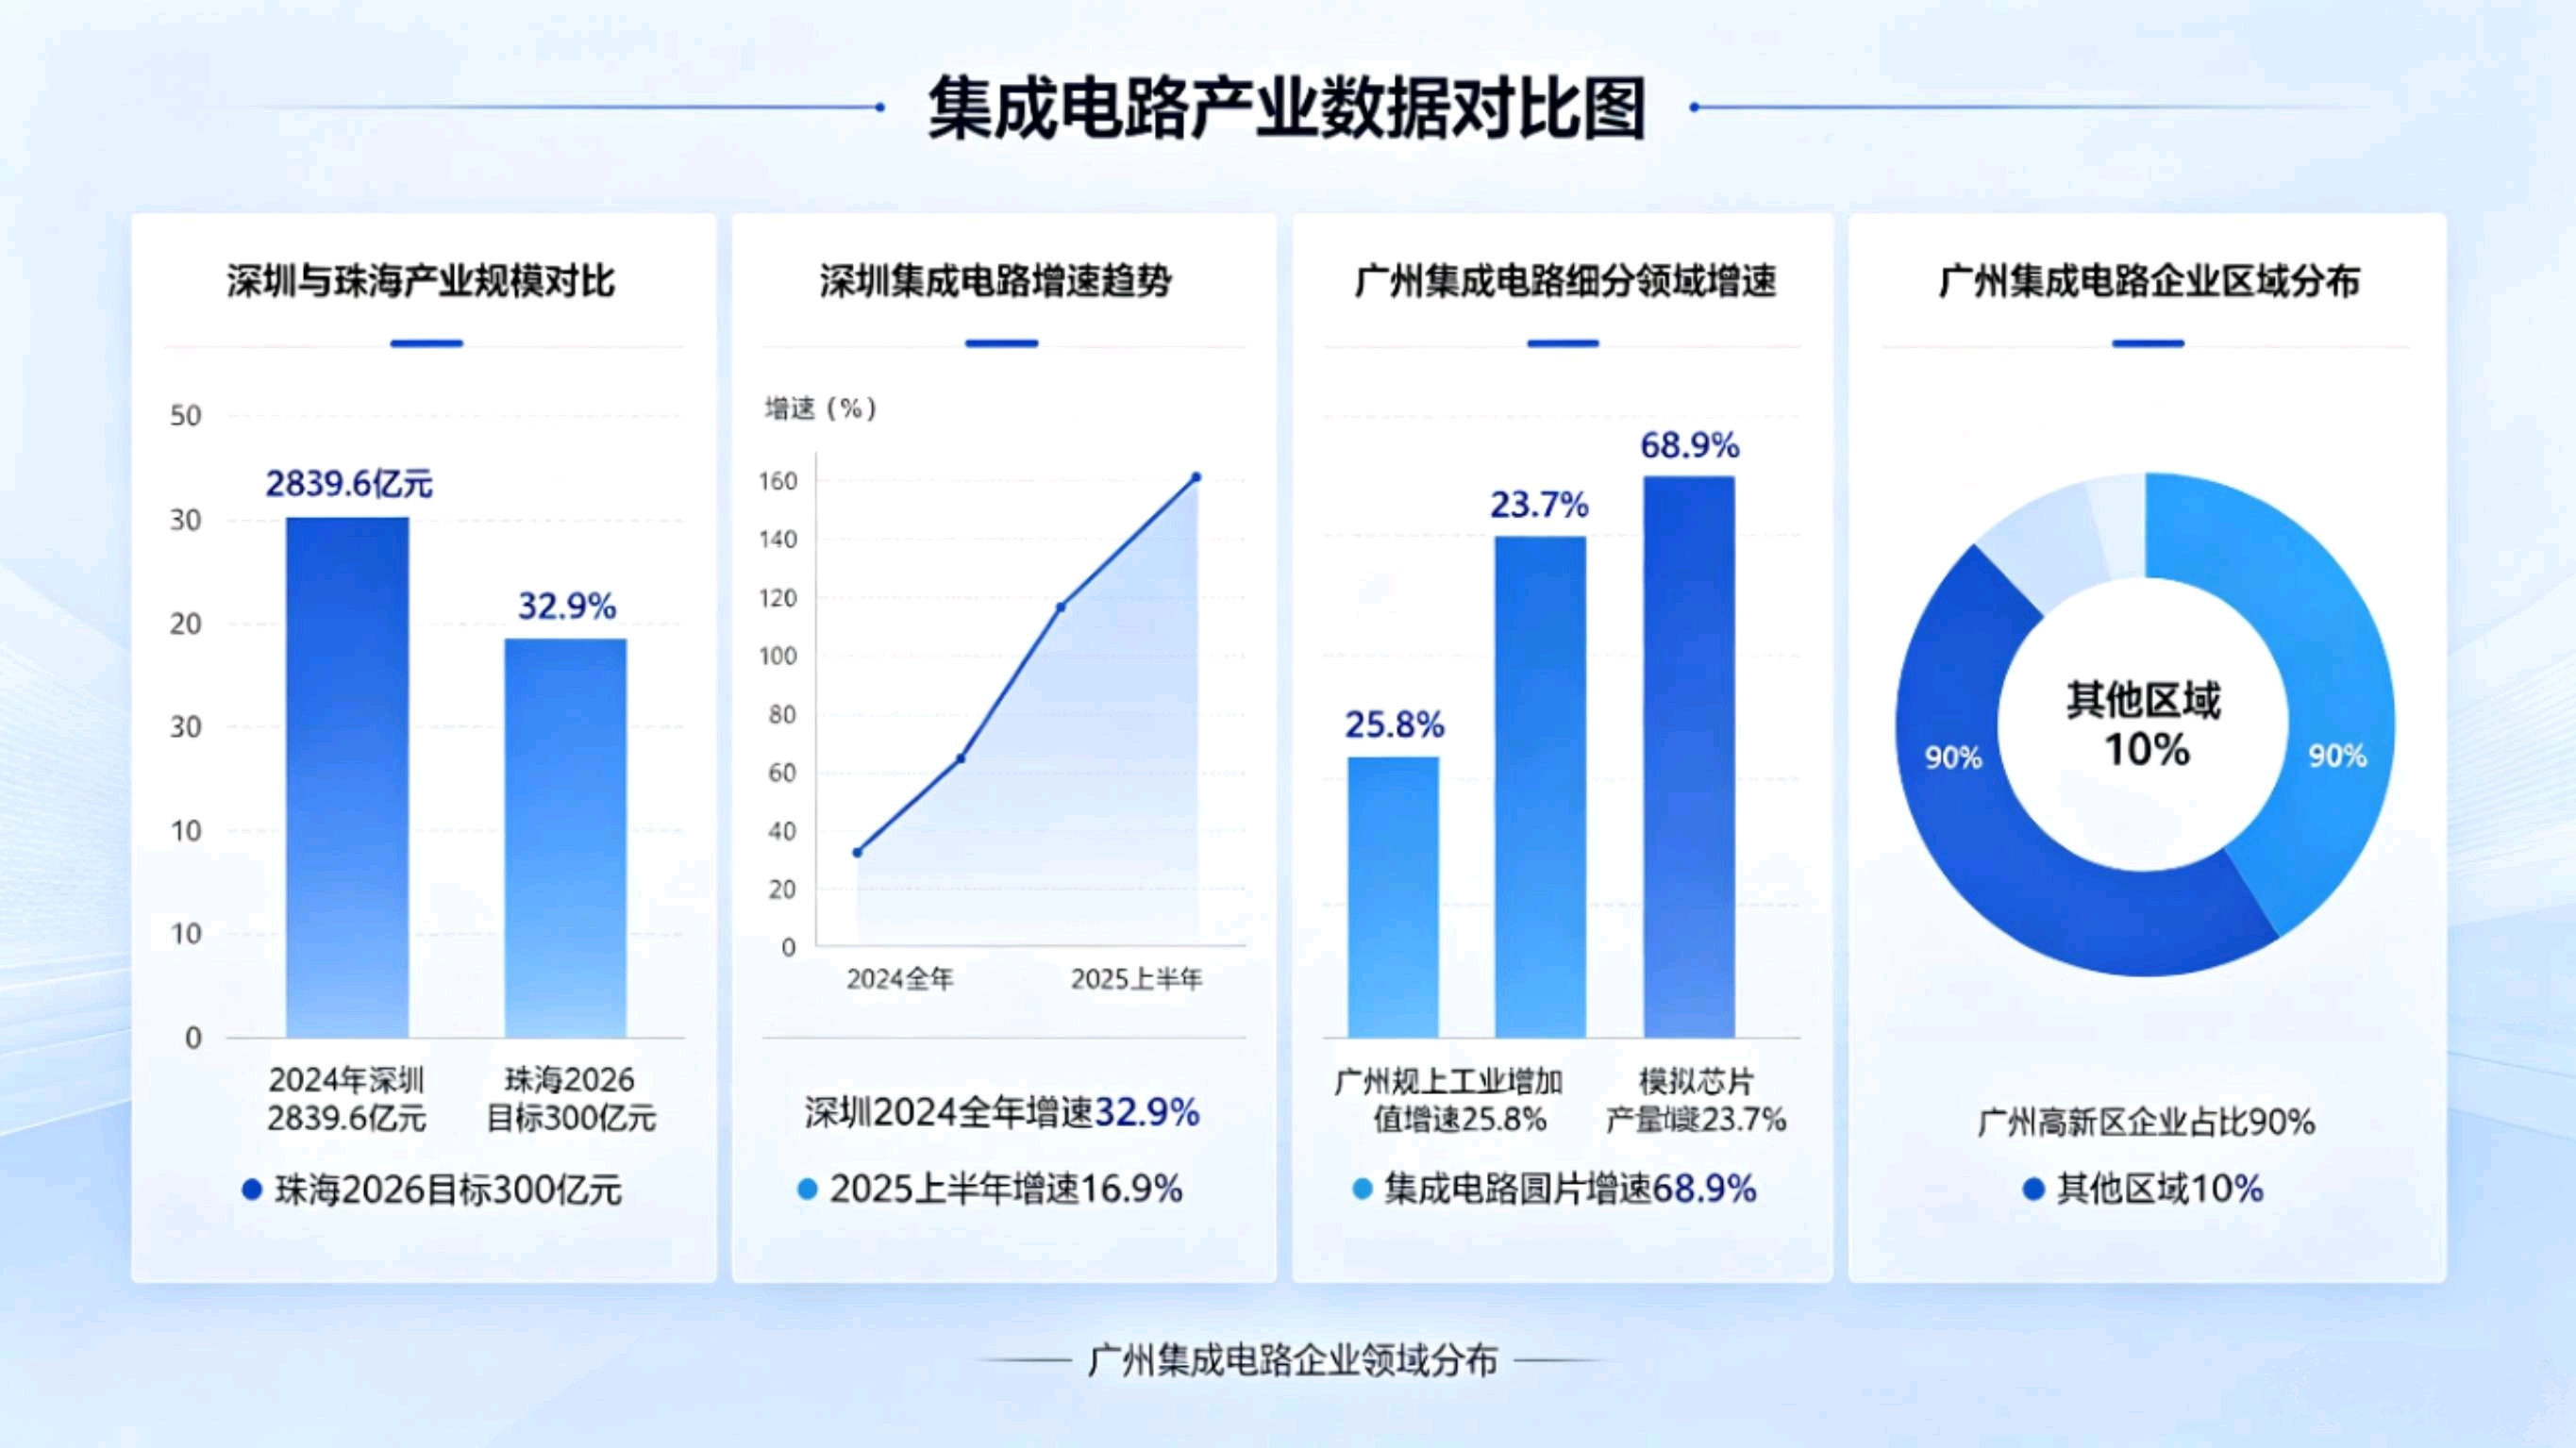 集成电路产业数据对比图
深圳与珠海产业规模对比
50
30
20
30
10
10
0
2839.6亿元
32.9%
2024年深圳
2839.6亿元
珠海2026
目标300亿元
珠海2026目标300亿元
深圳集成电路增速趋势
增速 (%)
160
140
120
100
80
60
40
20
0
2024全年
2025上半年
深圳2024全年增速32.9%
2025上半年增速16.9%
广州集成电路细分领域增速
25.8%
23.7%
68.9%
广州规上工业增加
值增速25.8%
模拟芯片
产量 23.7%
集成电路圆片增速68.9%
广州集成电路企业区域分布
90%
其他区域
10%
90%
广州高新区企业占比90%
其他区域10%
广州集成电路企业领域分布